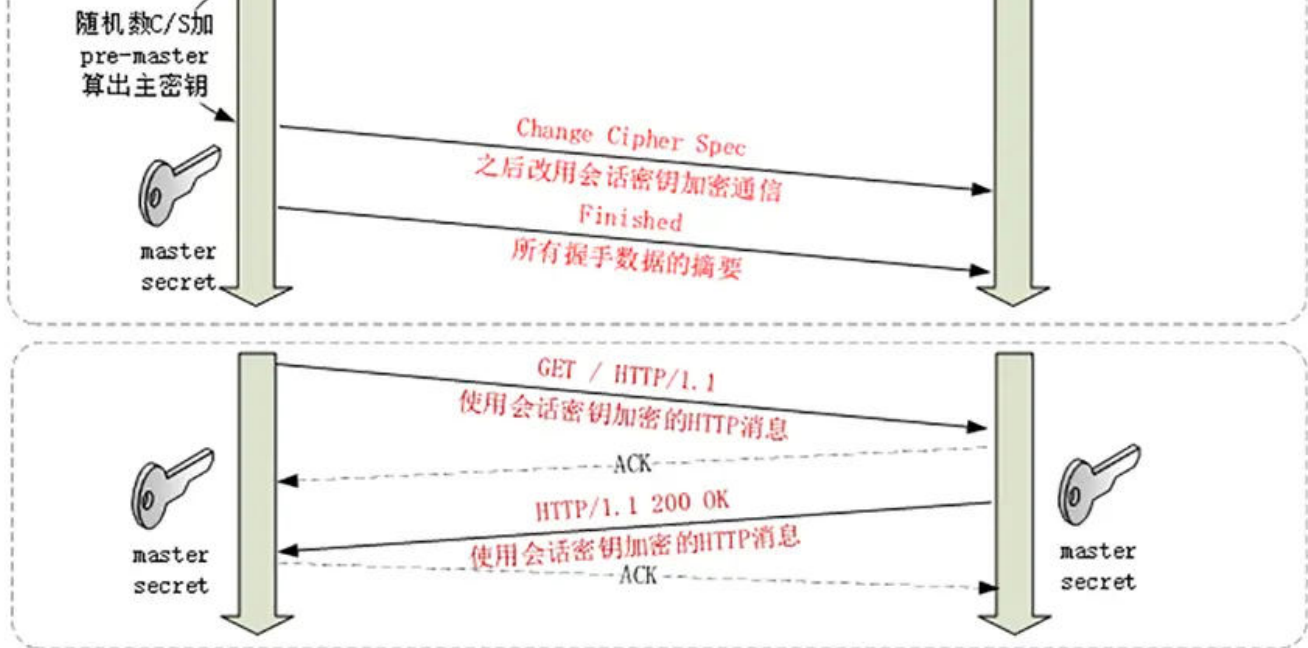 随机数C/S加
pre-master
算出主密钥
Change Cipher Spec
之后改用会话密钥加密通信
Finished
所有握手数据的摘要
master
secret
GET / HTTP/1.1
使用会话密钥加密的HTTP消息
ACK
HTTP/1.1 200 OK
使用会话密钥加密的HTTP消息
ACK
master
secret
master
secret